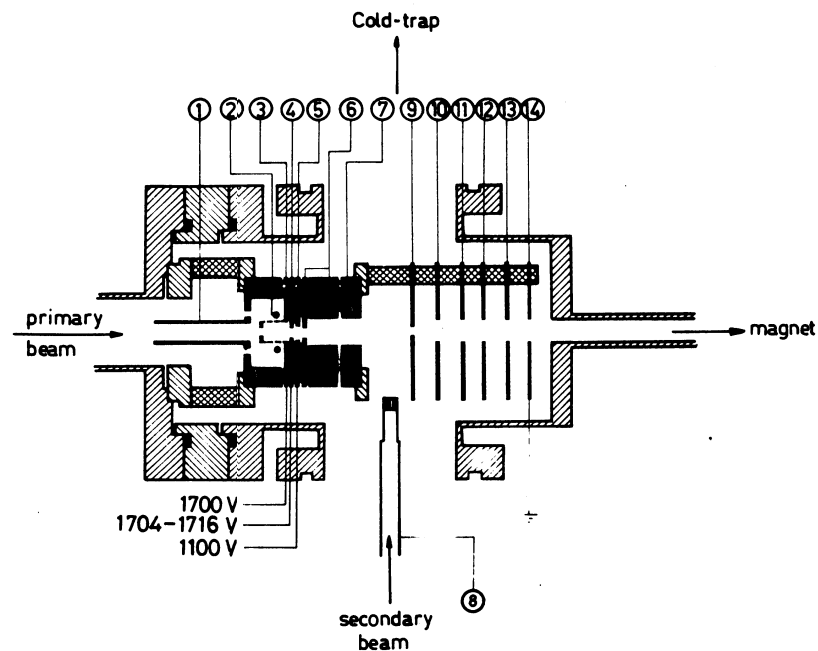 Cold-trap
1 2 3 4 5 6 7 9 10 11 12 13 14
primary
beam
magnet
1700 V
1704-1716 V
1100 V
8
secondary
beam